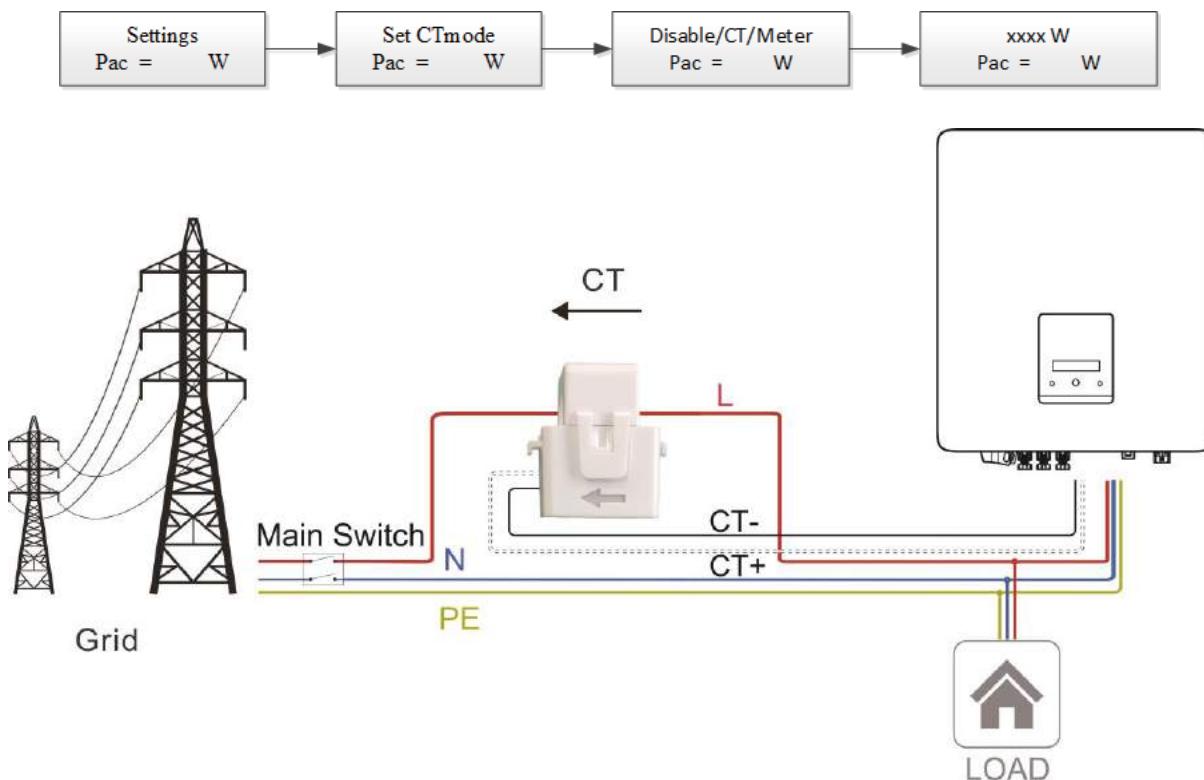 Settings
Pac = W
Set CTmode
Pac = W
Disable/CT/Meter
Pac = W
xxxx W
Pac = W
CT
L
CT-
Main Switch
N
CT+
PE
Grid
LOAD